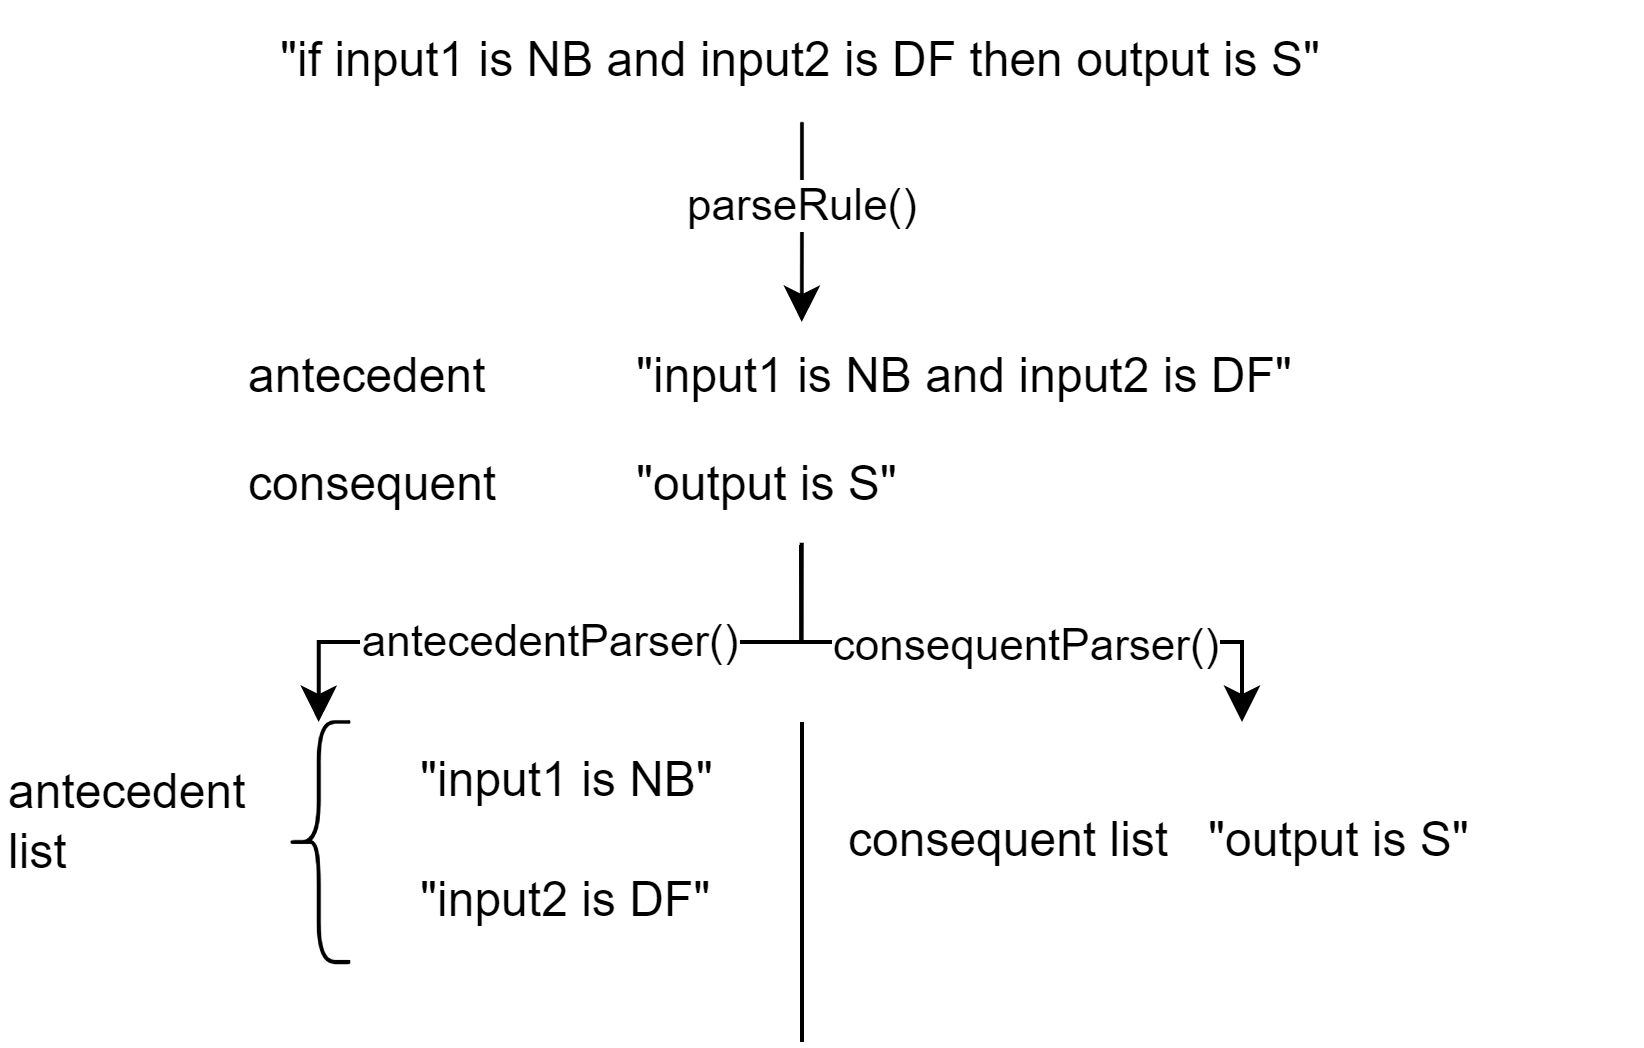 "if input1 is NB and input2 is DF then output is S"
parseRule()
antecedent "input1 is NB and input2 is DF"
consequent "output is S"
antecedentParser() consequentParser()
antecedent
list
"input1 is NB"
"input2 is DF"
consequent list "output is S"